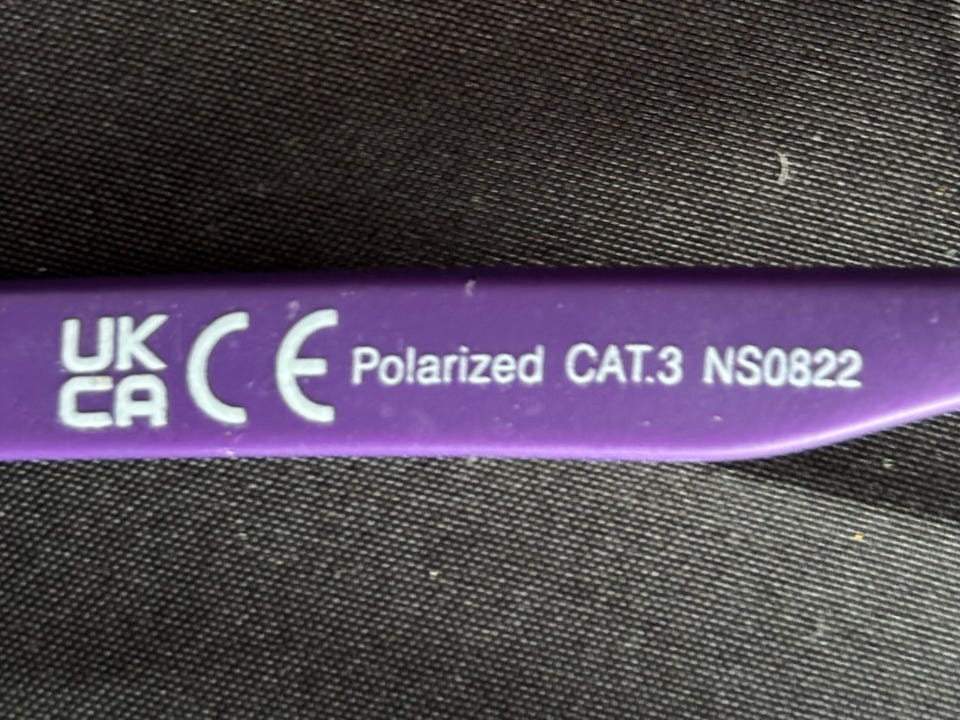 UK
CA
CE Polarized CAT.3 NS0822